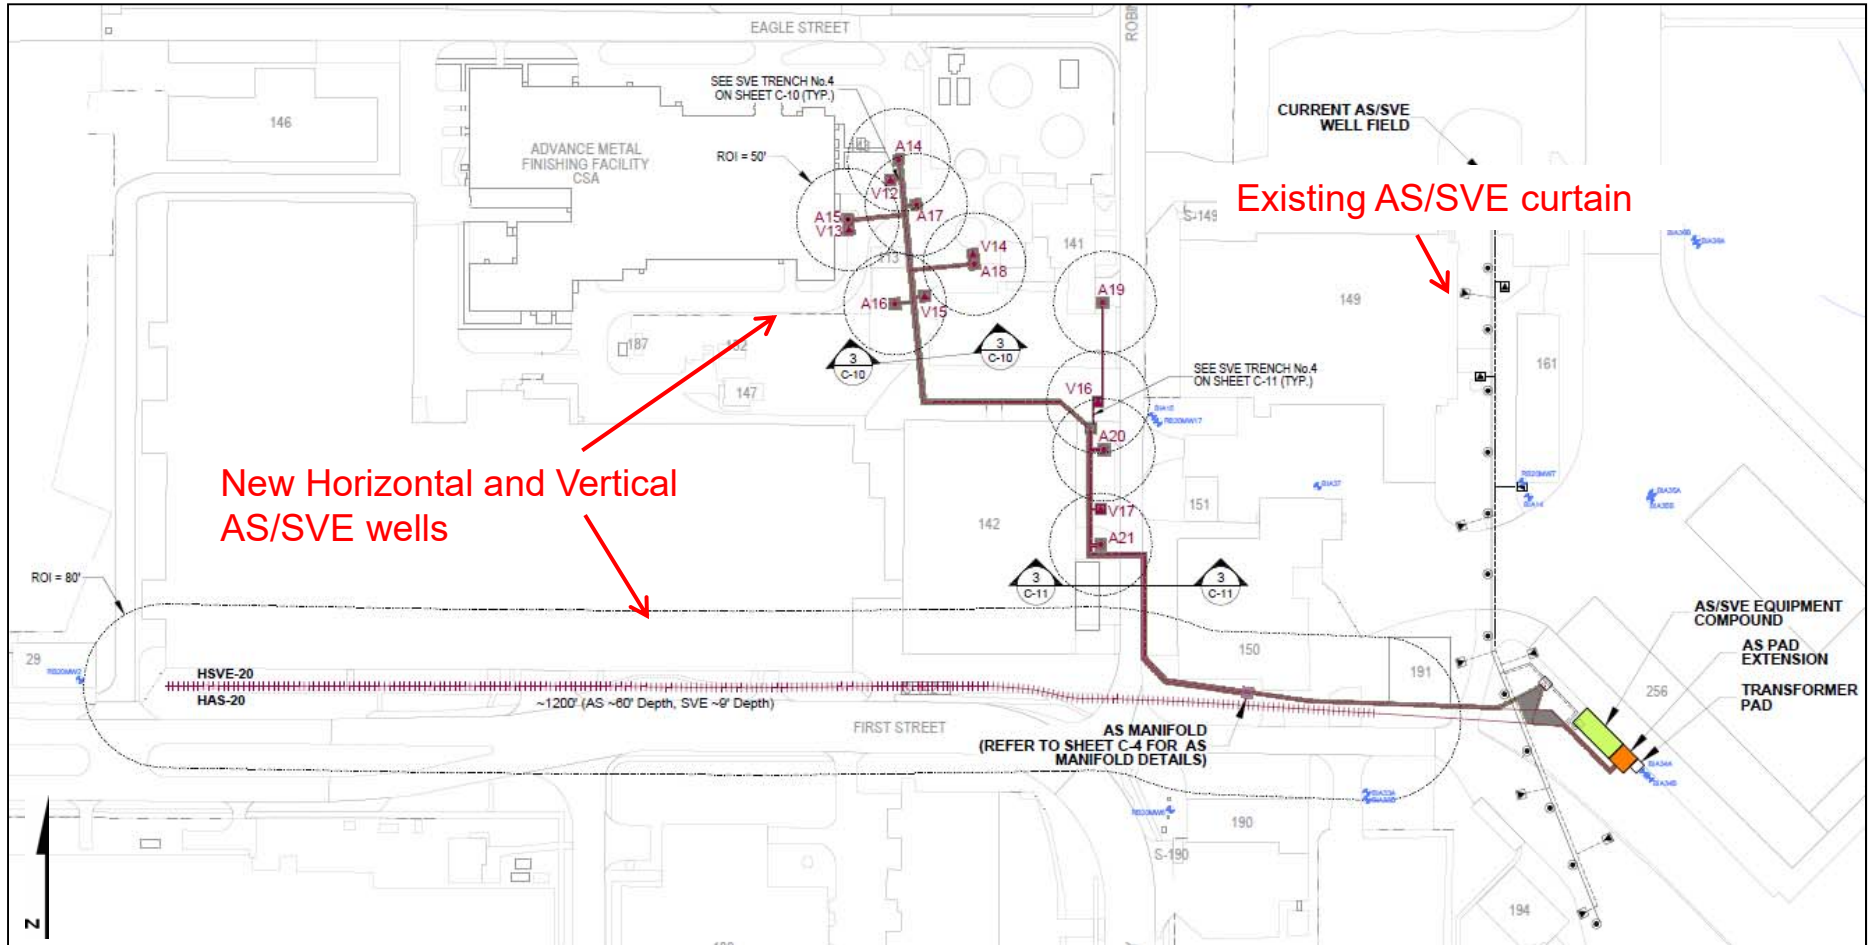 EAGLE STREET
ROBIN
SEE SVE TRENCH No.4
ON SHEET C-10 (TYP.)
CURRENT AS/SVE
WELL FIELD
146
ADVANCE METAL
FINISHING FACILITY
CSA
ROI = 50'
A14
V12
A17
A15
V13
V14
A18
A16
V15
113
141
S-149
Existing AS/SVE curtain
A19
149
161
187
147
3
C-10
3
C-10
SEE SVE TRENCH No.4
ON SHEET C-11 (TYP.)
V16
A20
V17
A21
151
142
New Horizontal and Vertical
AS/SVE wells
3
C-11
3
C-11
ROI = 80'
AS/SVE EQUIPMENT
COMPOUND
AS PAD
EXTENSION
TRANSFORMER
PAD
29
150
191
256
HSVE-20
HAS-20
~1200' (AS ~60' Depth, SVE ~9' Depth)
FIRST STREET
AS MANIFOLD
(REFER TO SHEET C-4 FOR AS
MANIFOLD DETAILS)
190
S-190
194
N